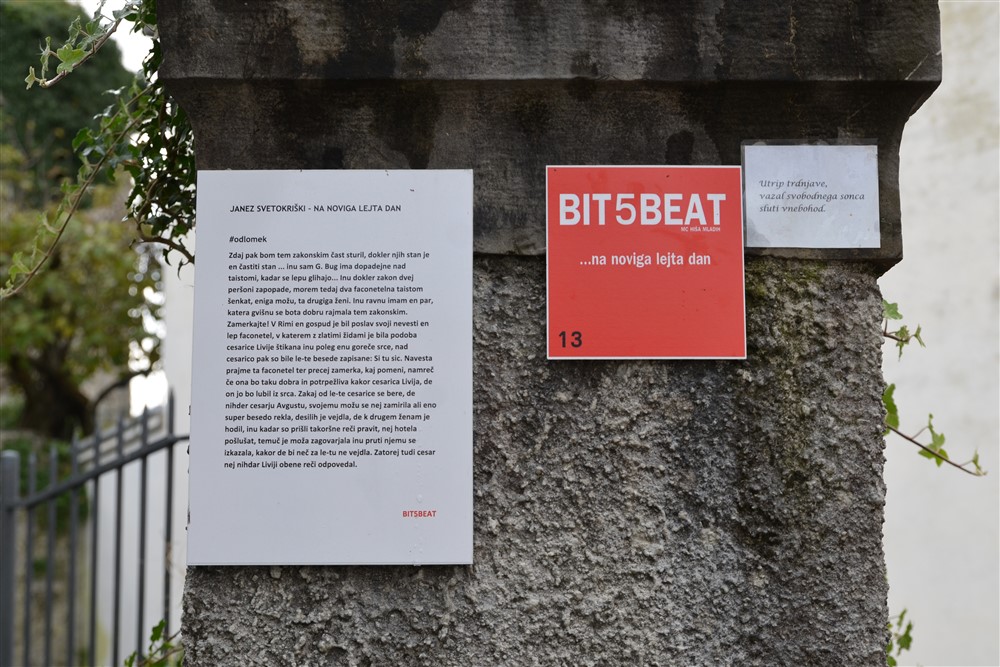 JANEZ SVETOKRIŠKI - NA NOVIGA LEJTA DAN
#odlomek
Zdaj pak bom tem zakonskim čast sturil, dokler njih stan je
en častiti stan ... inu sam G. Bug ima dopadejne nad
taistomi, kadar se lepu glihajo... Inu dokler zakon dvej
peršoni zapopade, morem tedaj dva faconetelna taistom
šenkat, eniga možu, ta drugiga ženi. Inu ravnu imam en par,
katera gvišnu se bota dobru rajmala tem zakonskim.
Zamerkajte! V Rimi en gospud je bil poslav svoji nevesti en
lep faconetel, v katerem z zlatimi židami je bila podoba
cesarice Livije štikana inu poleg enu goreče srce, nad
cesarico pak so bile le-te besede zapisane: Si tu sic. Navesta
prajme ta faconetel ter precej zamerka, kaj pomeni, namreč
če ona bo taku dobra in potrpežliva kakor cesarica Livija, de
on jo bo lubil iz srca. Zakaj od le-te cesarice se bere, de
nihder cesarju Avgustu, svojemu možu se nej zamirila ali eno
super besedo rekla, desilih je vejdla, de k drugem ženam je
hodil, inu kadar so prišli takoršne reči pravit, nej hotela
pošlušat, temuč je moža zagovarjala inu pruti njemu se
izkazala, kakor de bi neč za le-tu ne vejdla. Zatorej tudi cesar
nej nihdar Liviji obene reči odpovedal.
BIT5BEAT
BIT5BEAT
MC HIŠA MLADIH
...na noviga lejta dan
13
Utrip trdnjave,
vazal svobodnega sonca
sluti vnebohod.